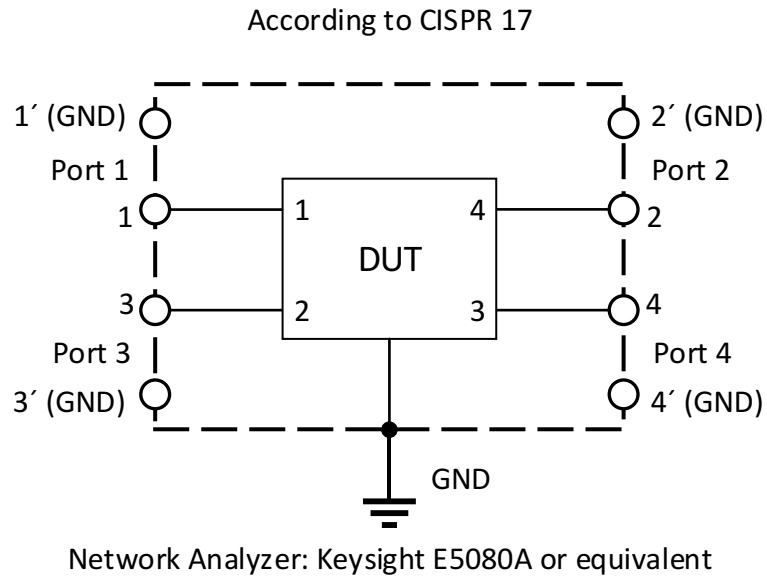 According to CISPR 17
1´ (GND) 2´ (GND)
Port 1 Port 2
1 1 4 2
DUT
3 2 3 4
Port 3 Port 4
3´ (GND) 4´ (GND)
GND
Network Analyzer: Keysight E5080A or equivalent